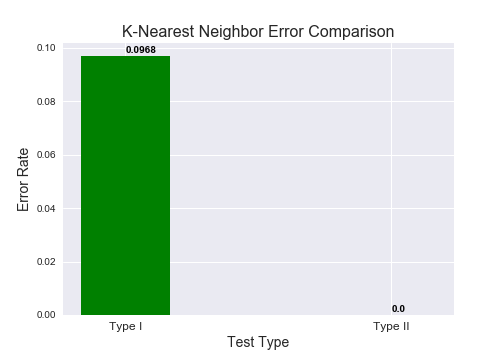 K-Nearest Neighbor Error Comparison
0.10
0.0968
0.08
0.06
0.04
0.02
0.00
0.0
Error Rate
Type I
Type II
Test Type